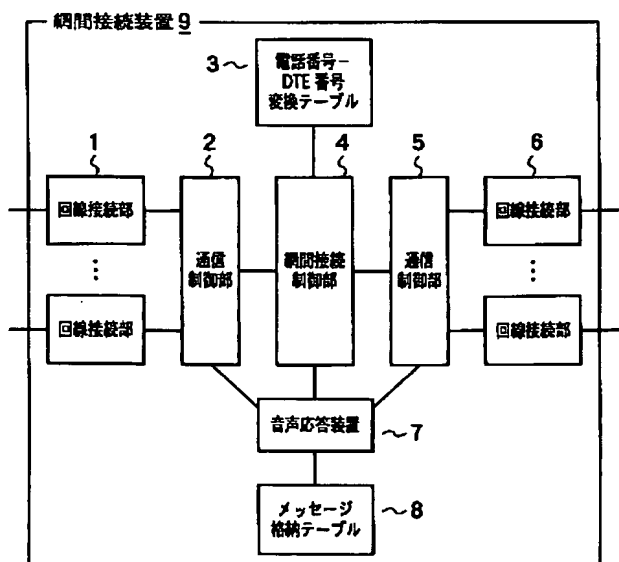 網間接続装置 9
3
電話番号－
DTE 番号
変換テーブル
1
2
4
5
6
回線接続部
通信
制御部
網間接続
制御部
通信
制御部
回線接続部
⋮
⋮
回線接続部
回線接続部
音声応答装置
7
メッセージ
格納テーブル
8